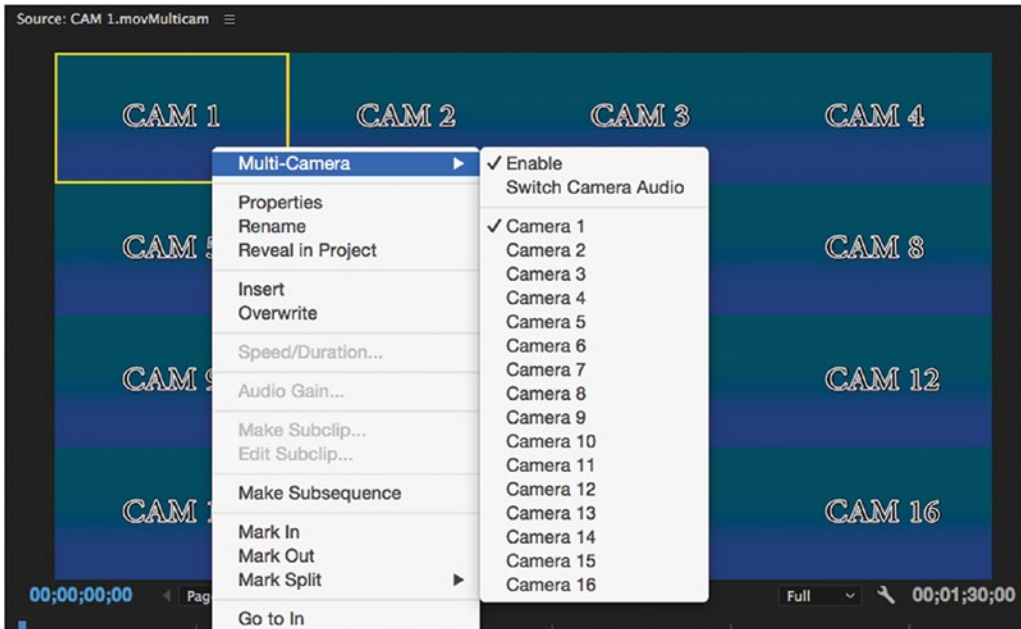 Source: CAM 1.movMulticam
CAM 1
CAM 2
CAM 3
CAM 4
CAM
CAM 8
CAM
CAM 12
CAM
CAM 16
Multi-Camera
Properties
Rename
Reveal in Project
Insert
Overwrite
Speed/Duration...
Audio Gain...
Make Subclip...
Edit Subclip...
Make Subsequence
Mark In
Mark Out
Mark Split
Go to In
✓ Enable
Switch Camera Audio
✓ Camera 1
Camera 2
Camera 3
Camera 4
Camera 5
Camera 6
Camera 7
Camera 8
Camera 9
Camera 10
Camera 11
Camera 12
Camera 13
Camera 14
Camera 15
Camera 16
00;00;00;00
Pag
Full
00;01;30;00